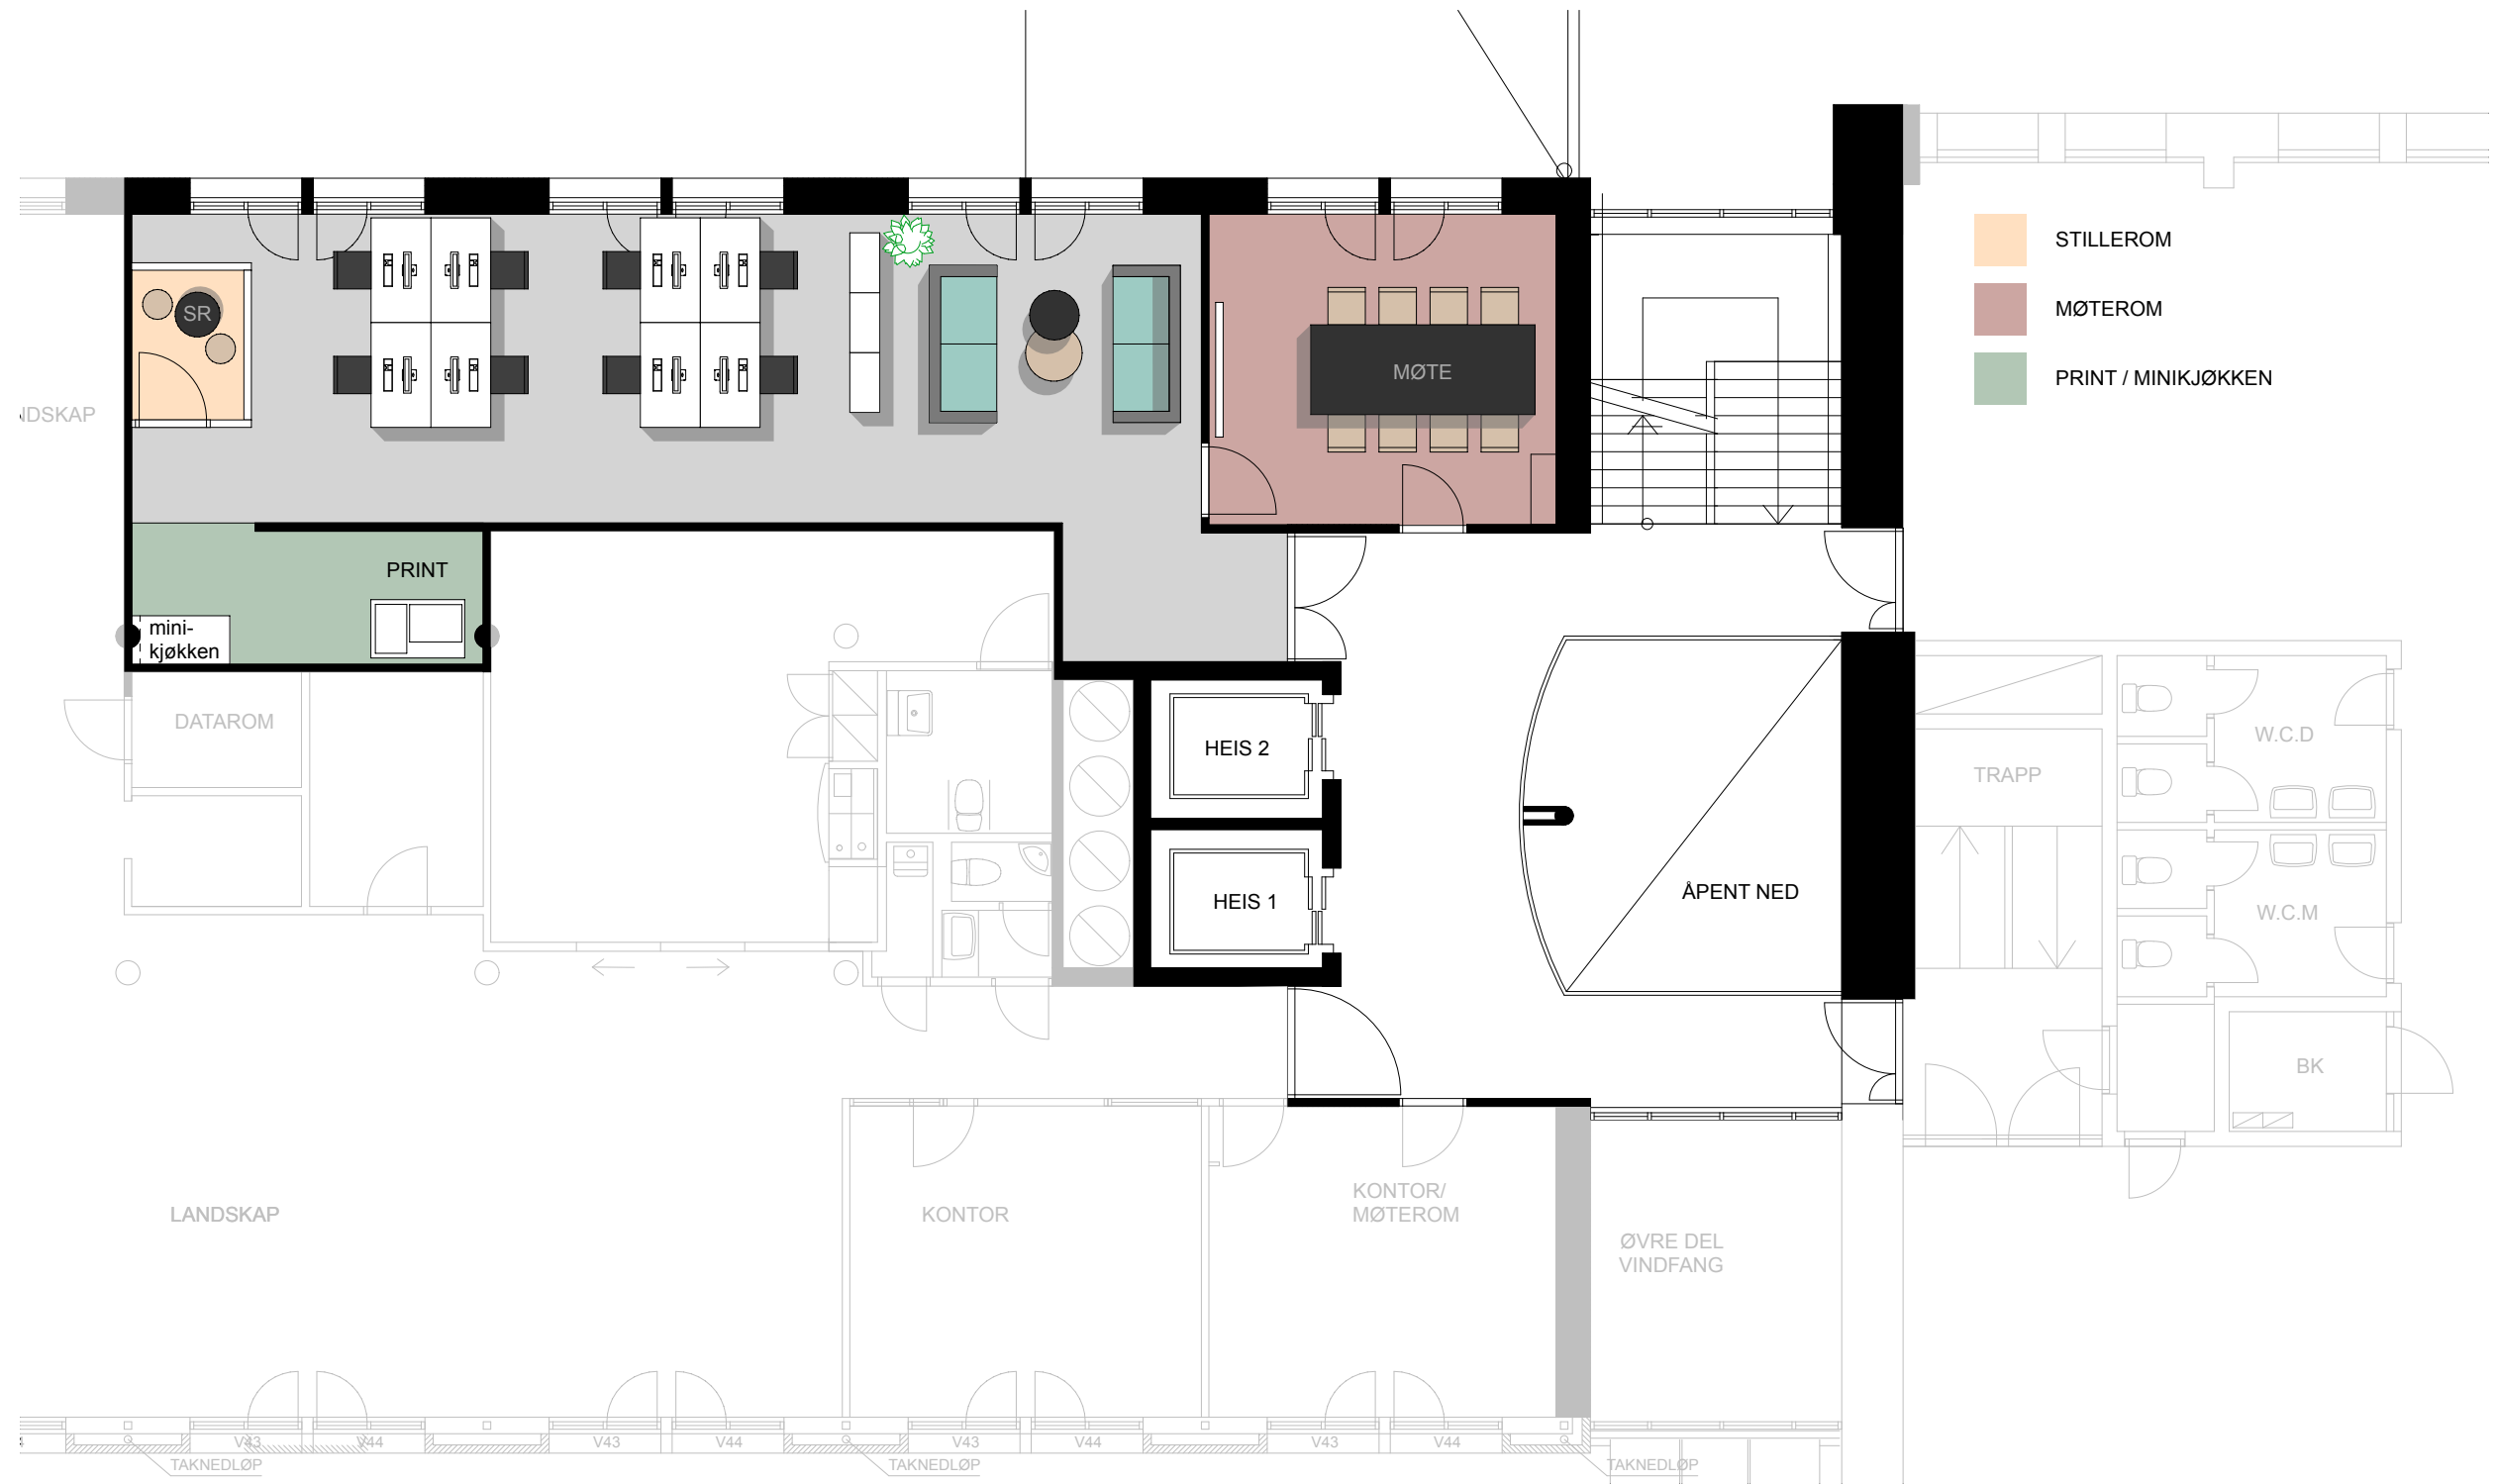 STILLEROM
MØTEROM
PRINT / MINIKJØKKEN
SR
MØTE
NDSKAP
PRINT
mini-
kjøkken
DATAROM
HEIS 2
HEIS 1
ÅPENT NED
TRAPP
W.C.D
W.C.M
BK
LANDSKAP
KONTOR
KONTOR/
MØTEROM
ØVRE DEL
VINDFANG
V43
V44
V43
V44
V43
V44
V43
V44
TAKNEDLØP
TAKNEDLØP
TAKNEDLØP